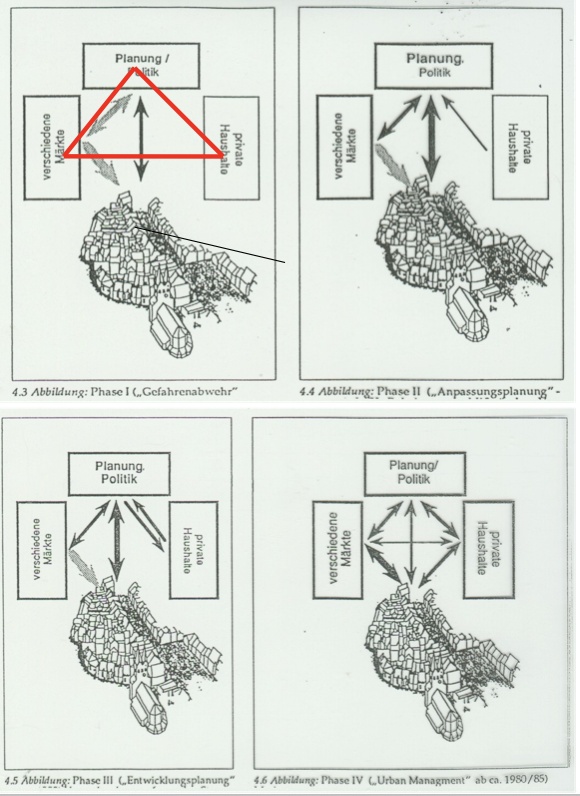 Planung /
Politik
verschiedene
Märkte
private
Haushalte
4.3 Abbildung: Phase I („Gefahrenabwehr“
Planung.
Politik
verschiedene
Märkte
private
Haushalte
4.4 Abbildung: Phase II („Anpassungsplanung“ -
Planung.
Politik
verschiedene
Märkte
private
Haushalte
4.5 Abbildung: Phase III („Entwicklungsplanung“
Planung/
Politik
verschiedene
Märkte
private
Haushalte
4.6 Abbildung: Phase IV („Urban Managment“ ab ca. 1980/85)